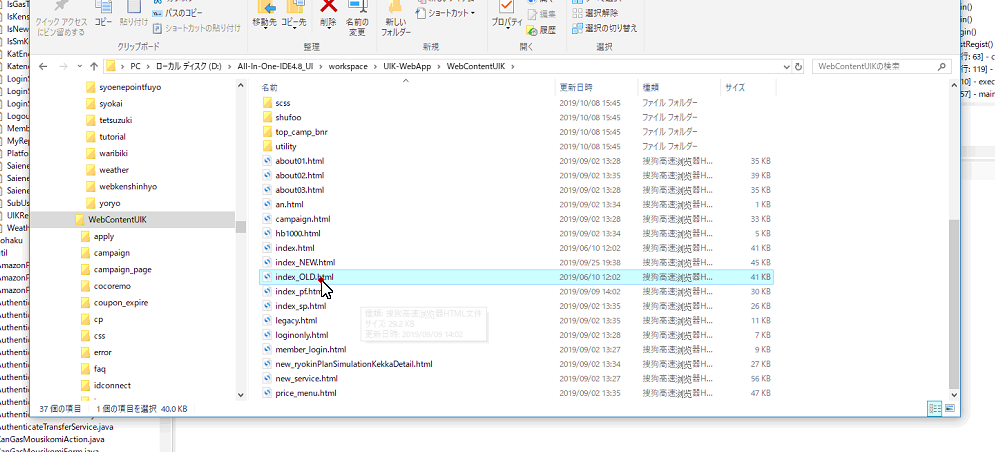 IsGasT
IsKens
IsNew
IsSmK
KatEne
Katene
LoginS
LoginS
Logou
Memb
MyRep
Platfo
Saiene
Saiene
SubUs
UIKRe
Weath
ohaku
til
AmazonP
AmazonP
Authentic
Authentic
Authentic
Authentic
Authentic
Authentic
Authentic
AuthenticateTransferService.java
CanGasMousikomiAction.java
CanGasMousikomiForm.java
クイック アクセス
にピン留めする
コピー
貼り付け
パスのコピー
ショートカットの貼り付け
クリップボード
移動先
コピー先
削除
名前の
変更
整理
新しい
フォルダー
ショートカット
新規
プロパティ
編集
履歴
開く
選択解除
選択の切り替え
選択
PC
ローカル ディスク (D:)
All-In-One-IDE4.8_UI
workspace
UIK-WebApp
WebContentUIK
WebContentUIKの検索
syoenepointfuyo
syokai
tetsuzuki
tutorial
waribiki
weather
webkenshinhyo
yoryo
WebContentUIK
apply
campaign
campaign_page
cocoremo
coupon_expire
cp
css
error
faq
idconnect
名前 更新日時 種類 サイズ
scss 2019/10/08 15:45 ファイル フォルダー
shufoo 2019/10/08 15:45 ファイル フォルダー
top_camp_bnr 2019/10/08 15:45 ファイル フォルダー
utility 2019/10/08 15:45 ファイル フォルダー
about01.html 2019/09/02 13:28 搜狗高速浏览器H... 35 KB
about02.html 2019/09/02 13:35 搜狗高速浏览器H... 39 KB
about03.html 2019/09/02 13:28 搜狗高速浏览器H... 35 KB
an.html 2019/09/02 13:34 搜狗高速浏览器H... 1 KB
campaign.html 2019/09/02 13:28 搜狗高速浏览器H... 33 KB
hb1000.html 2019/09/02 13:34 搜狗高速浏览器H... 5 KB
index.html 2019/06/10 12:02 搜狗高速浏览器H... 41 KB
index_NEW.html 2019/09/25 19:38 搜狗高速浏览器H... 45 KB
index_OLD.html 2019/06/10 12:02 搜狗高速浏览器H... 41 KB
index_pf.html 2019/09/09 14:02 搜狗高速浏览器H... 30 KB
index_sp.html 2019/09/02 13:35 搜狗高速浏览器H... 26 KB
legacy.html 2019/09/02 13:35 搜狗高速浏览器H... 11 KB
loginonly.html 2019/09/02 13:28 搜狗高速浏览器H... 7 KB
member_login.html 2019/09/02 13:27 搜狗高速浏览器H... 9 KB
new_ryokinPlanSimulationKekkaDetail.html 2019/09/02 13:34 搜狗高速浏览器H... 27 KB
new_service.html 2019/09/02 13:27 搜狗高速浏览器H... 56 KB
price_menu.html 2019/09/02 13:35 搜狗高速浏览器H... 47 KB
種類: 搜狗高速浏览器HTML文件
サイズ: 29.2 KB
更新日時: 2019/09/09 14:02
37 個の項目 1 個の項目を選択 40.0 KB
in()
gin()
stRegist()
行: 63] - c
行: 119] -
10] - exec
57] - main